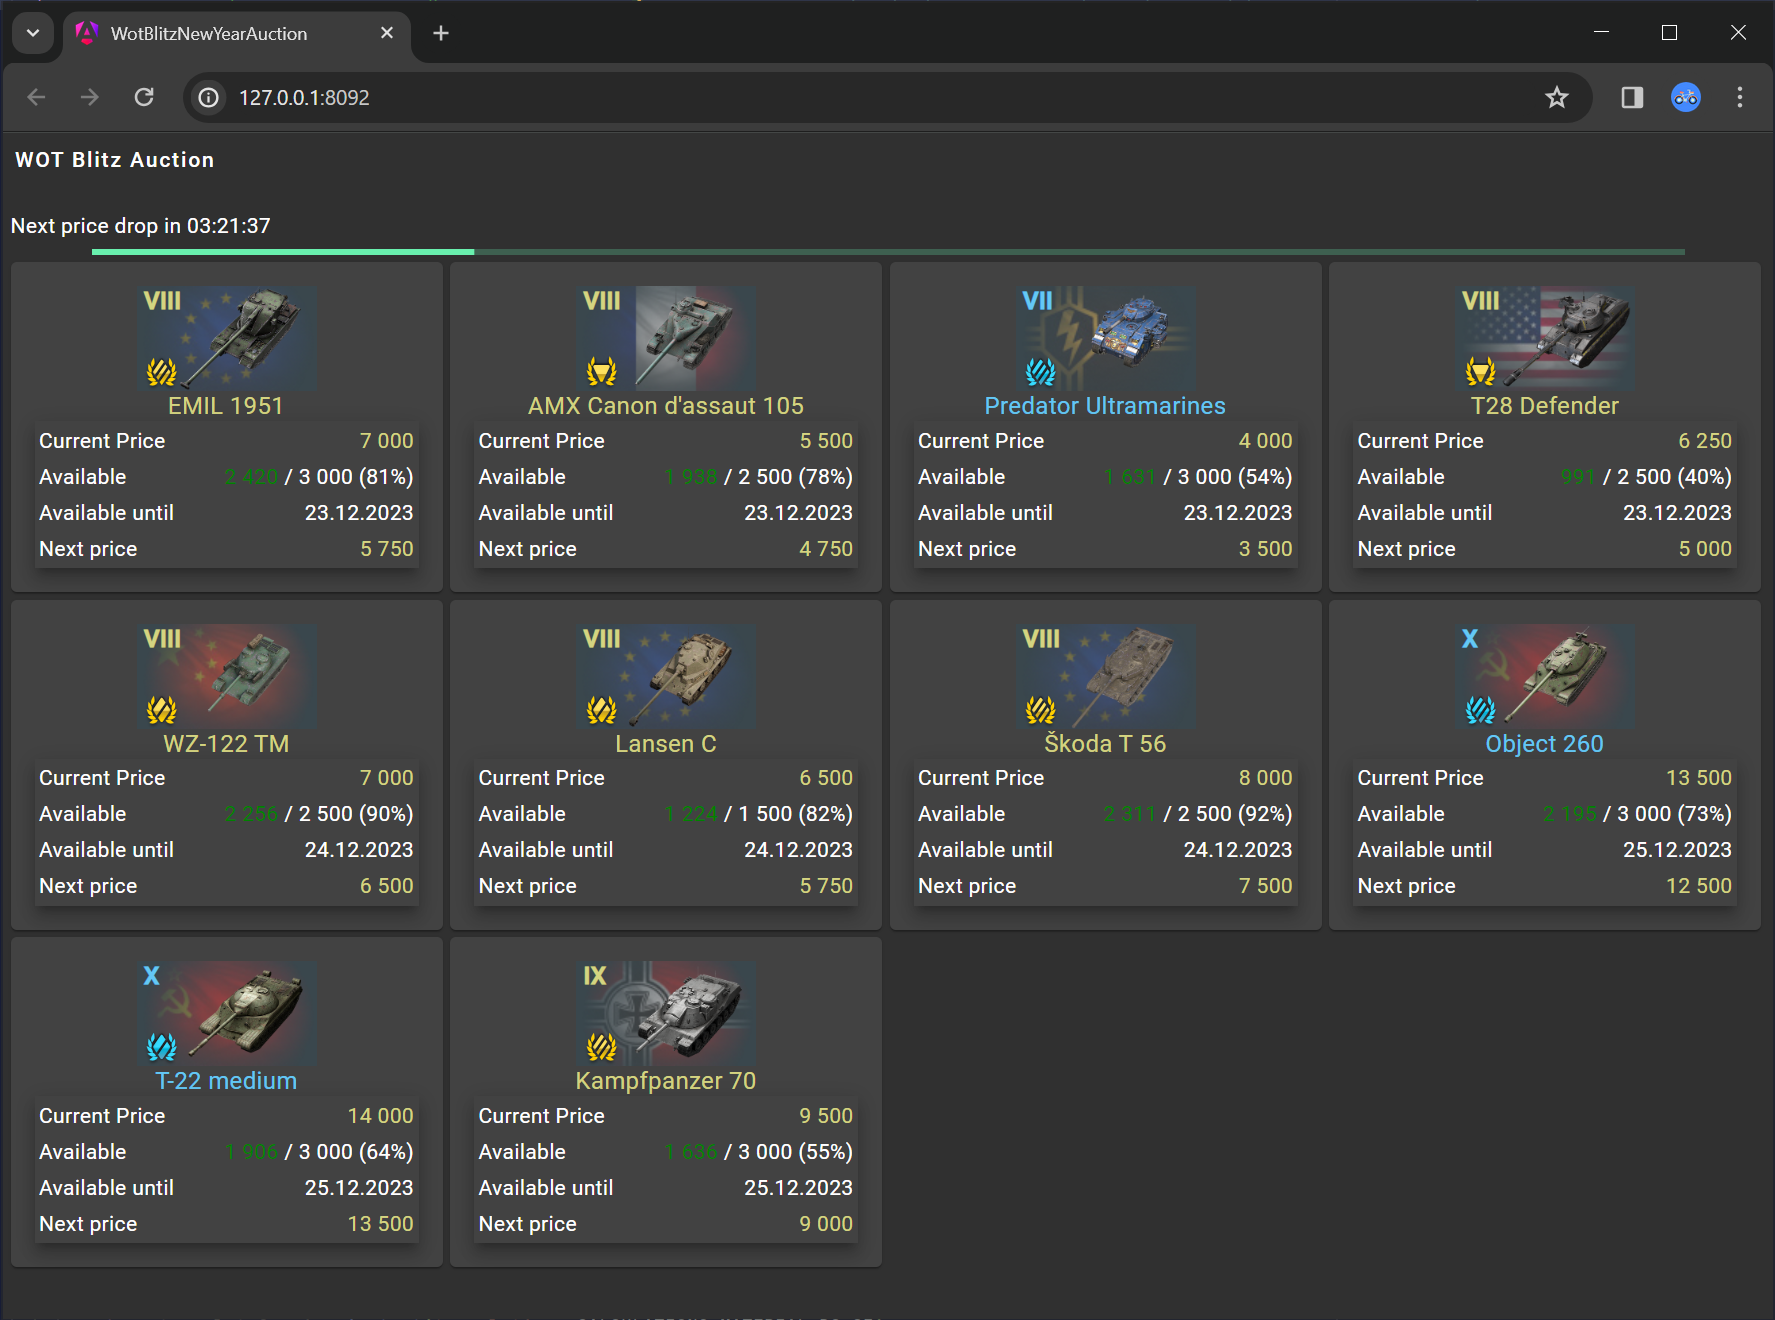 WotBlitzNewYearAuction
127.0.0.1:8092
WOT Blitz Auction
Next price drop in 03:21:37
VIII
EMIL 1951
Current Price 7 000
Available 2 420 / 3 000 (81%)
Available until 23.12.2023
Next price 5 750
VIII
AMX Canon d'assaut 105
Current Price 5 500
Available 1 938 / 2 500 (78%)
Available until 23.12.2023
Next price 4 750
VII
Predator Ultramarines
Current Price 4 000
Available 1 631 / 3 000 (54%)
Available until 23.12.2023
Next price 3 500
VIII
T28 Defender
Current Price 6 250
Available 991 / 2 500 (40%)
Available until 23.12.2023
Next price 5 000
VIII
WZ-122 TM
Current Price 7 000
Available 2 256 / 2 500 (90%)
Available until 24.12.2023
Next price 6 500
VIII
Lansen C
Current Price 6 500
Available 1 224 / 1 500 (82%)
Available until 24.12.2023
Next price 5 750
VIII
Škoda T 56
Current Price 8 000
Available 2 311 / 2 500 (92%)
Available until 24.12.2023
Next price 7 500
X
Object 260
Current Price 13 500
Available 2 195 / 3 000 (73%)
Available until 25.12.2023
Next price 12 500
X
T-22 medium
Current Price 14 000
Available 1 906 / 3 000 (64%)
Available until 25.12.2023
Next price 13 500
IX
Kampfpanzer 70
Current Price 9 500
Available 1 636 / 3 000 (55%)
Available until 25.12.2023
Next price 9 000